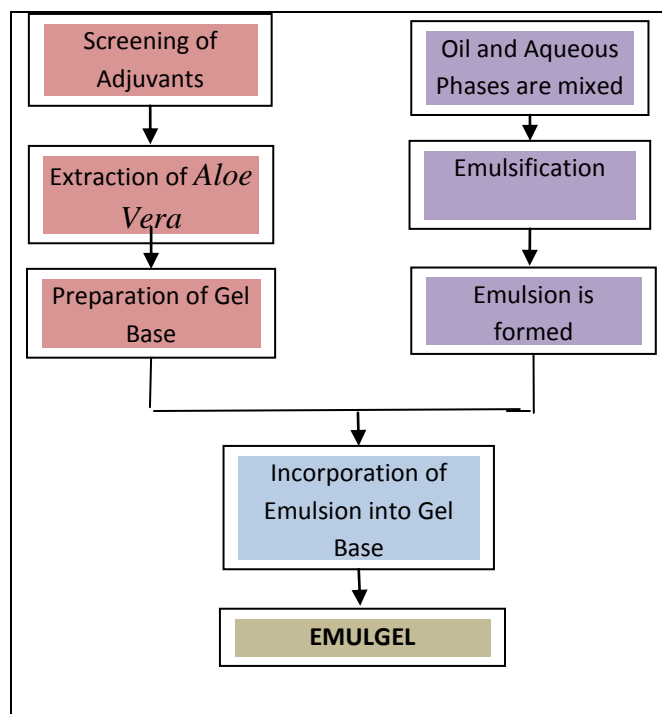 Screening of
Adjuvants
Extraction of Aloe
Vera
Preparation of Gel
Base
Oil and Aqueous
Phases are mixed
Emulsification
Emulsion is
formed
Incorporation of
Emulsion into Gel
Base
EMULGEL